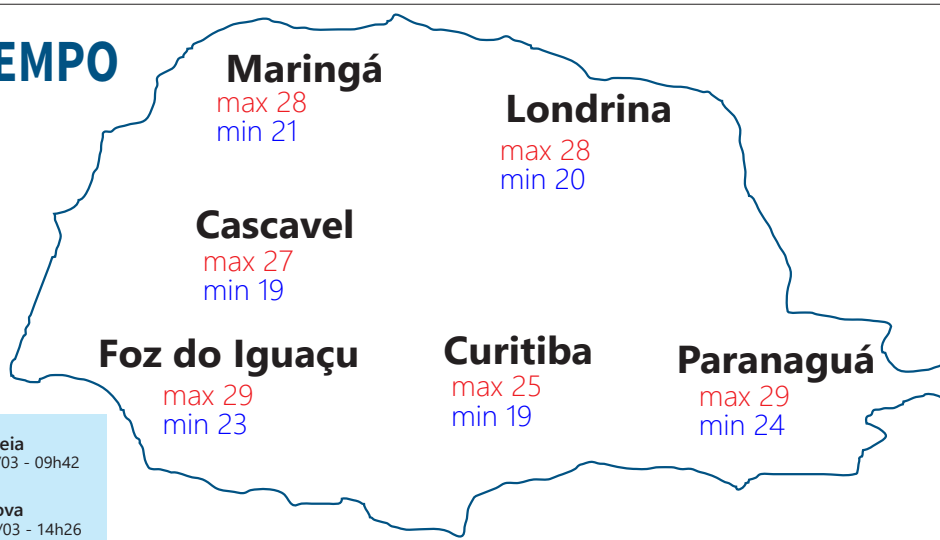 EMPO
Maringá
max 28
min 21
Londrina
max 28
min 20
Cascavel
max 27
min 19
Foz do Iguaçu
max 29
min 23
Curitiba
max 25
min 19
Paranaguá
max 29
min 24
eia
/03 - 09h42
ova
/03 - 14h26